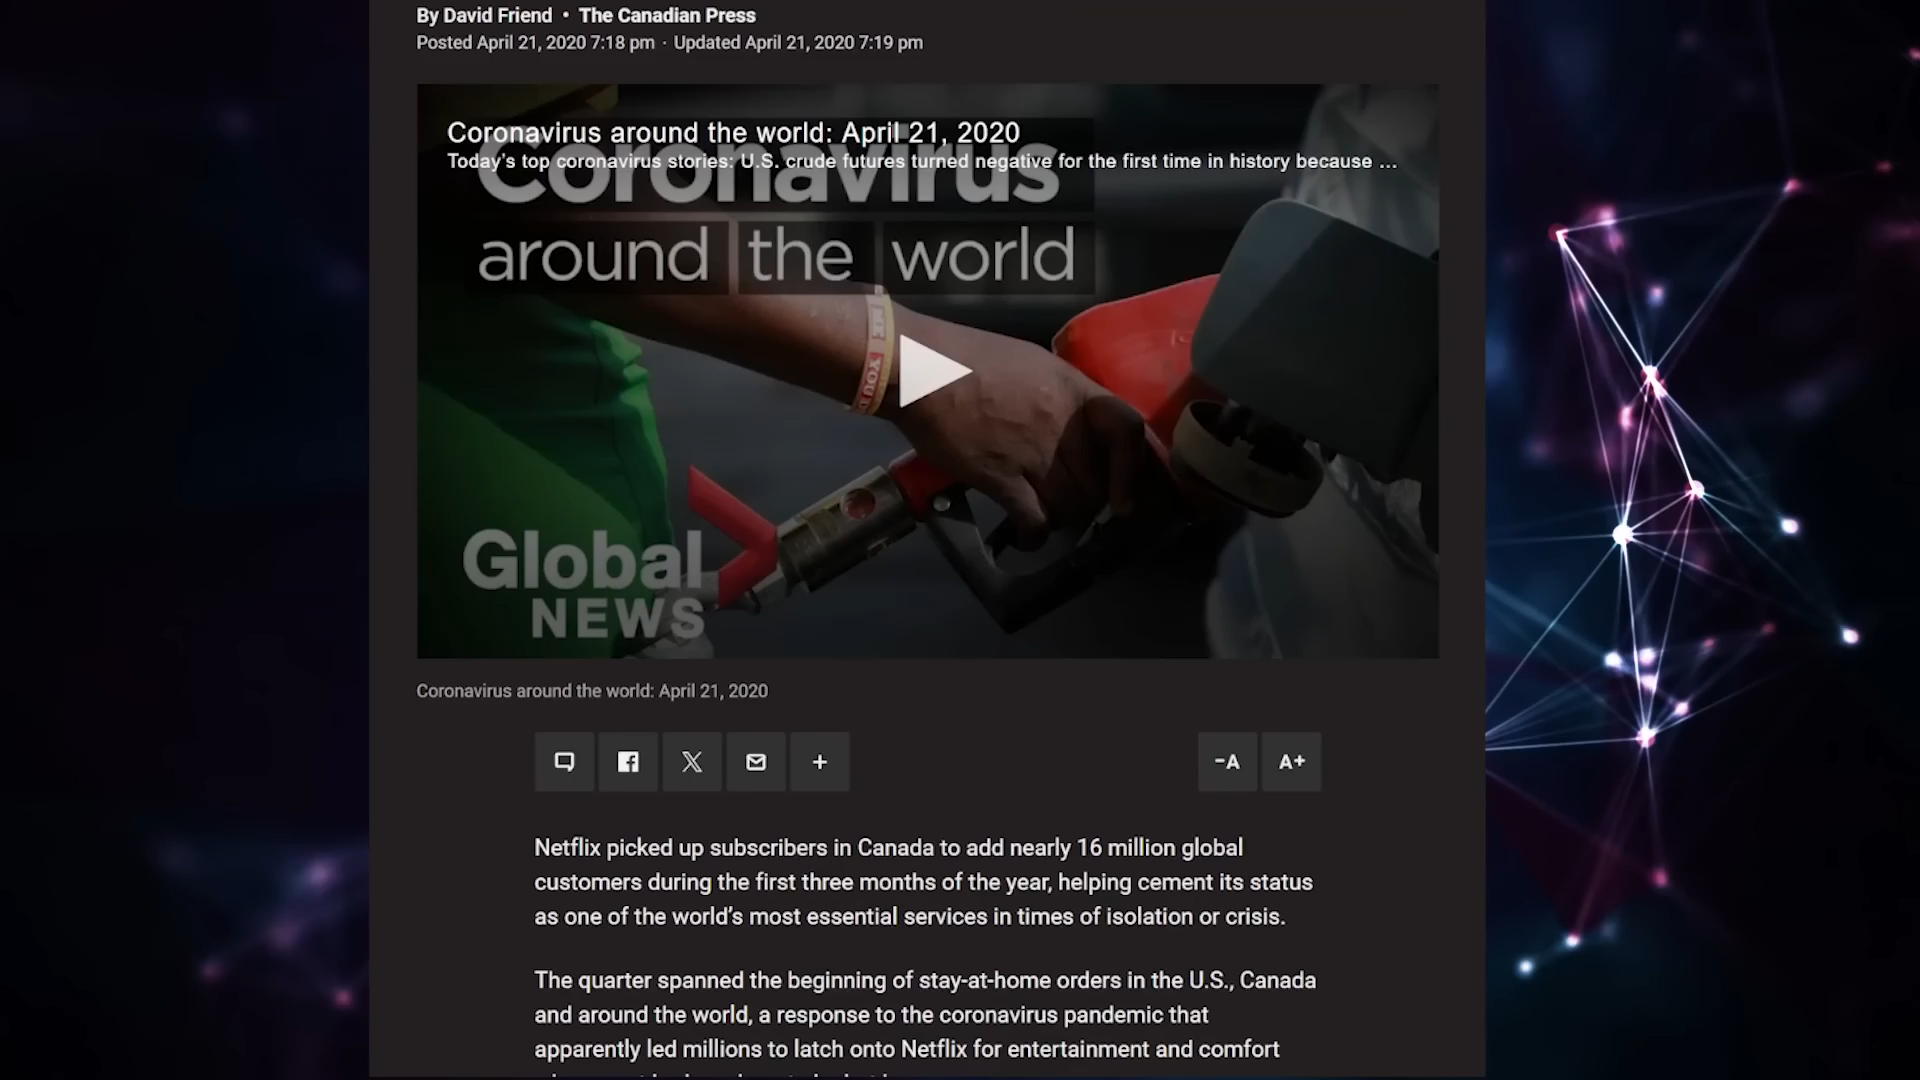 By David Friend • The Canadian Press
Posted April 21, 2020 7:18 pm · Updated April 21, 2020 7:19 pm
Coronavirus around the world: April 21, 2020
Today's top coronavirus stories: U.S. crude futures turned negative for the first time in history because ...
Coronavirus
around the world
YOU
Global
NEWS
Coronavirus around the world: April 21, 2020
-A A+
Netflix picked up subscribers in Canada to add nearly 16 million global
customers during the first three months of the year, helping cement its status
as one of the world's most essential services in times of isolation or crisis.
The quarter spanned the beginning of stay-at-home orders in the U.S., Canada
and around the world, a response to the coronavirus pandemic that
apparently led millions to latch onto Netflix for entertainment and comfort